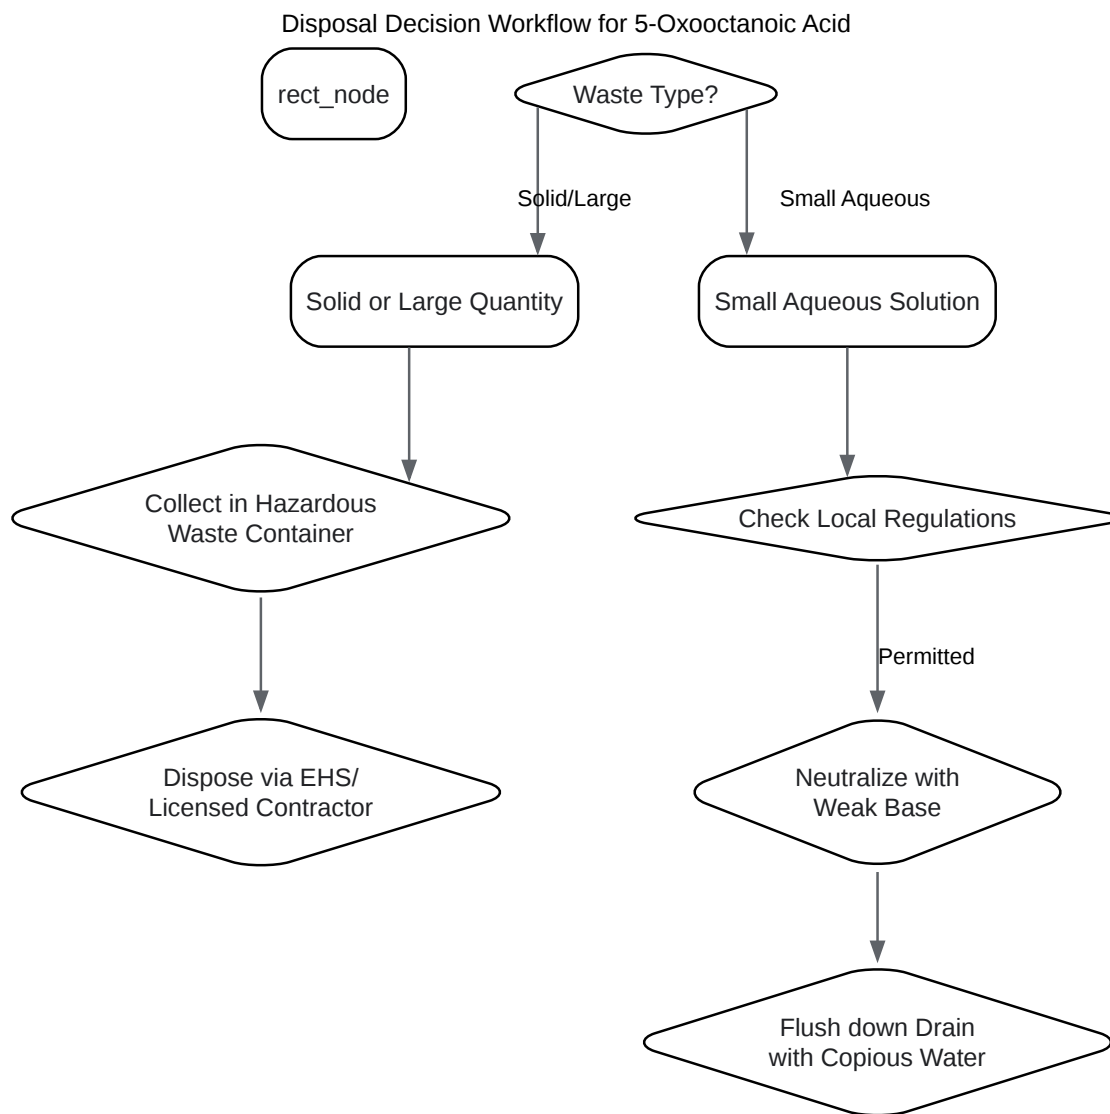 Disposal Decision Workflow for 5-Oxooctanoic Acid
rect_node
Waste Type?
Solid/Large
Small Aqueous
Solid or Large Quantity
Small Aqueous Solution
Collect in Hazardous
Waste Container
Check Local Regulations
Permitted
Dispose via EHS/
Licensed Contractor
Neutralize with
Weak Base
Flush down Drain
with Copious Water